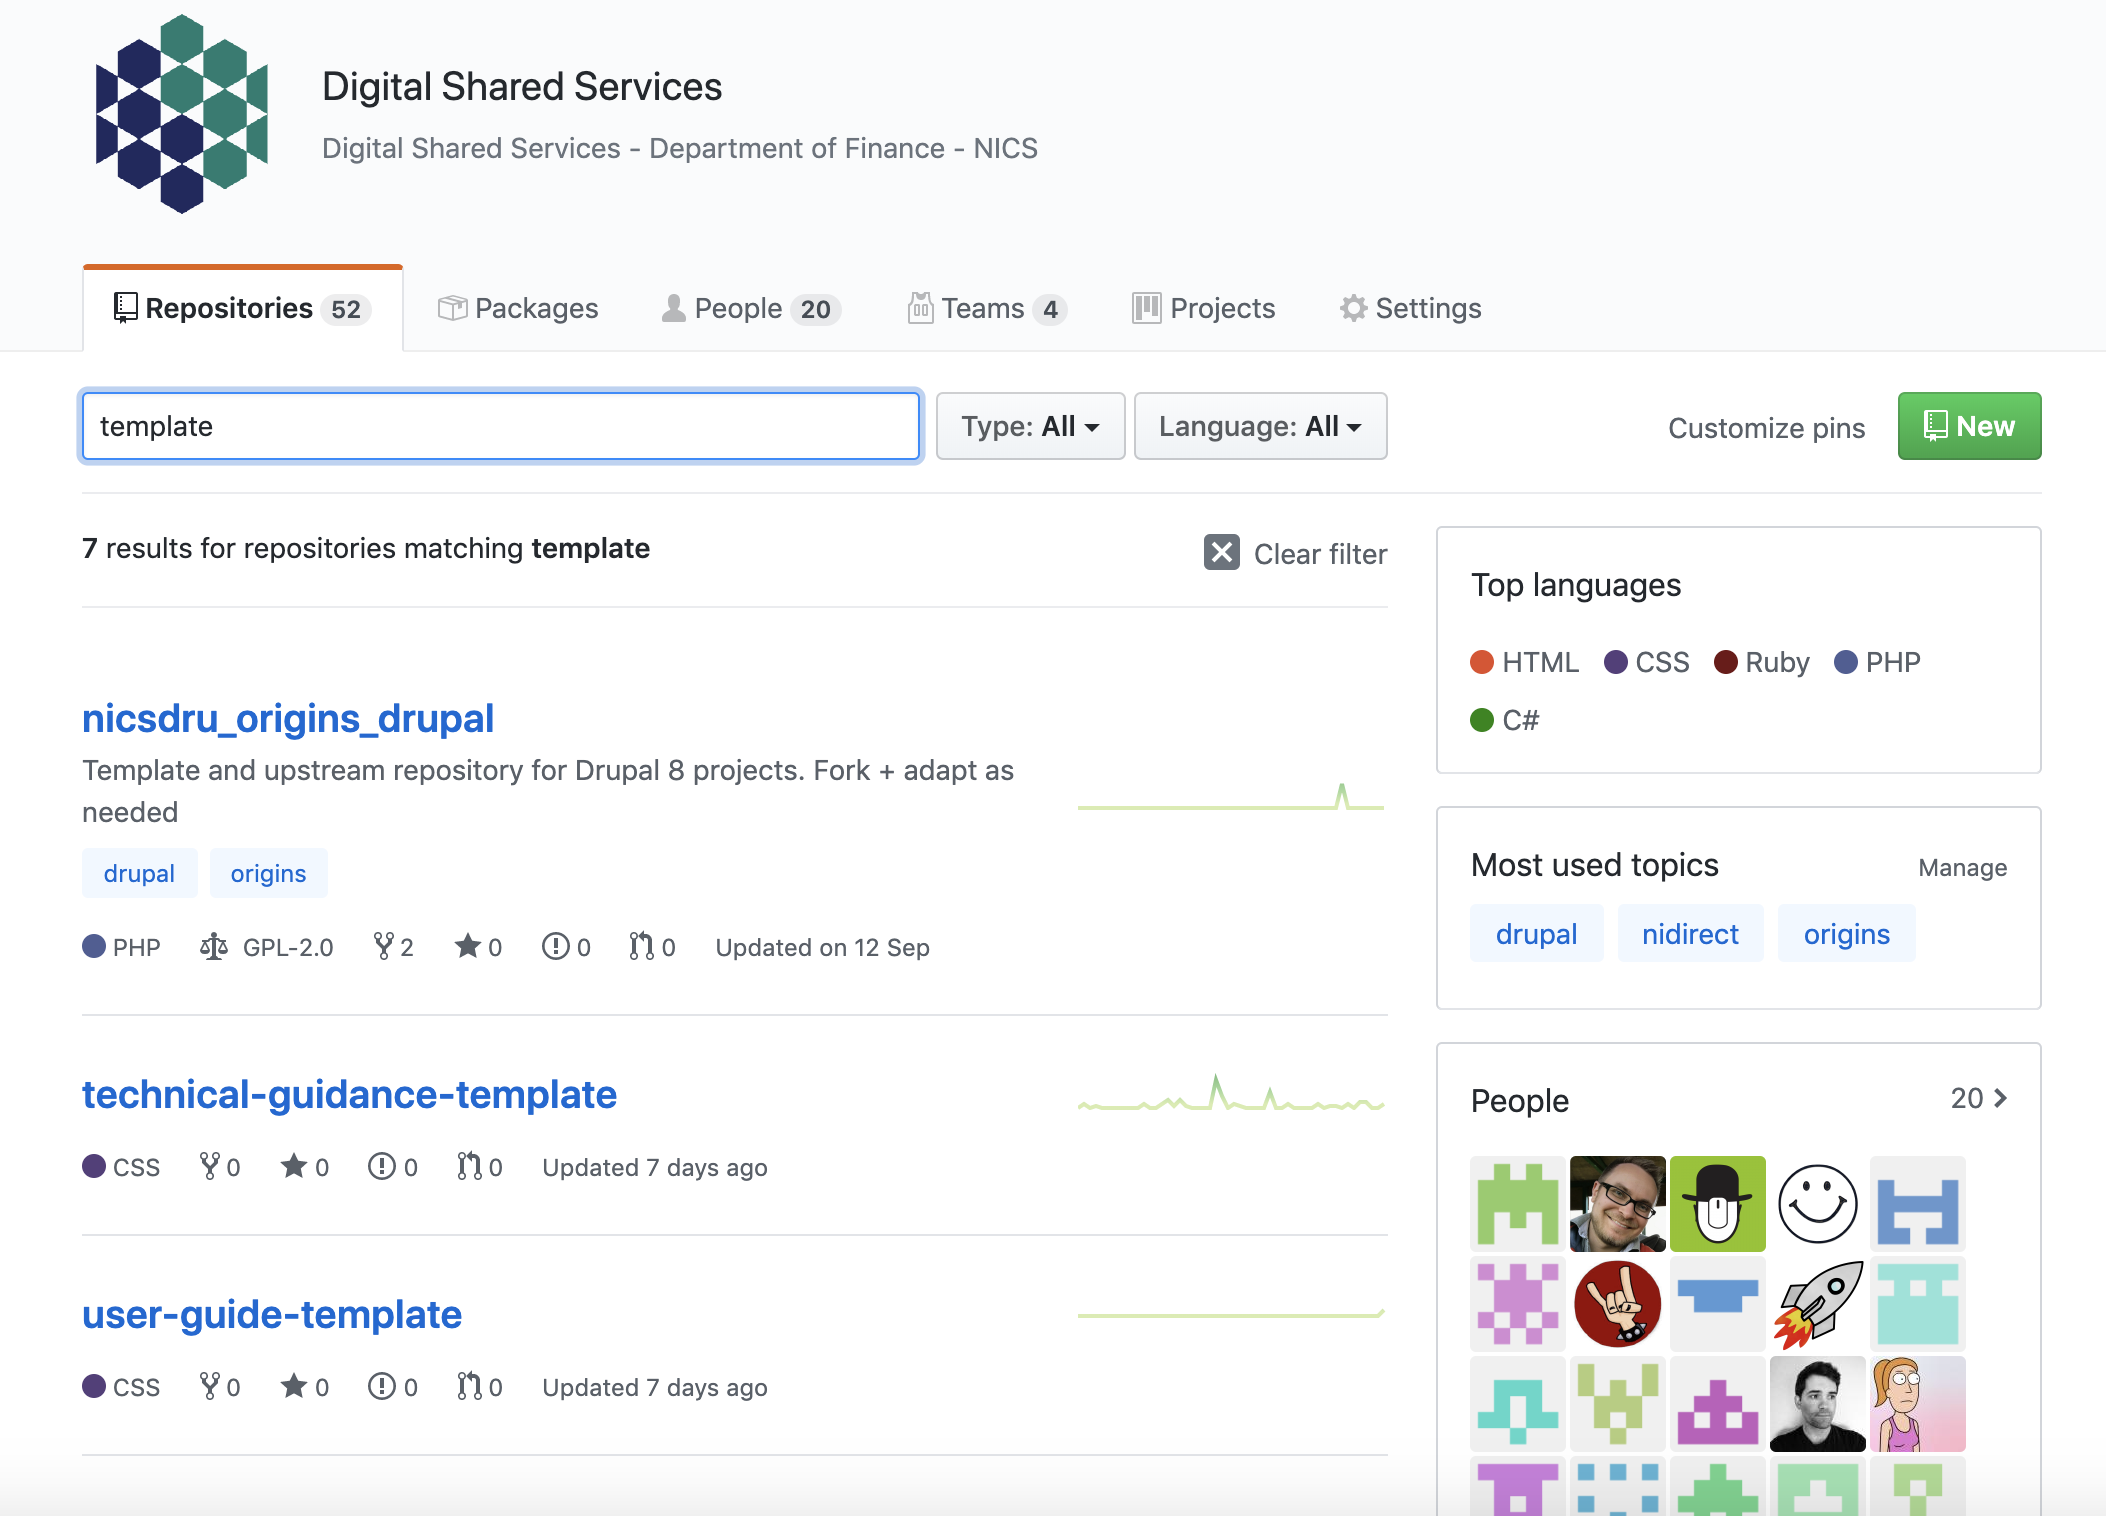 Digital Shared Services
Digital Shared Services - Department of Finance - NICS
Repositories 52
Packages
People 20
Teams 4
Projects
Settings
template
Type: All
Language: All
Customize pins
New
7 results for repositories matching template
Clear filter
nicsdru_origins_drupal
Template and upstream repository for Drupal 8 projects. Fork + adapt as
needed
drupal origins
PHP GPL-2.0 2 0 0 0 Updated on 12 Sep
technical-guidance-template
CSS 0 0 0 0 Updated 7 days ago
user-guide-template
CSS 0 0 0 0 Updated 7 days ago
Top languages
HTML CSS Ruby PHP
C#
Most used topics
Manage
drupal nidirect origins
People
20